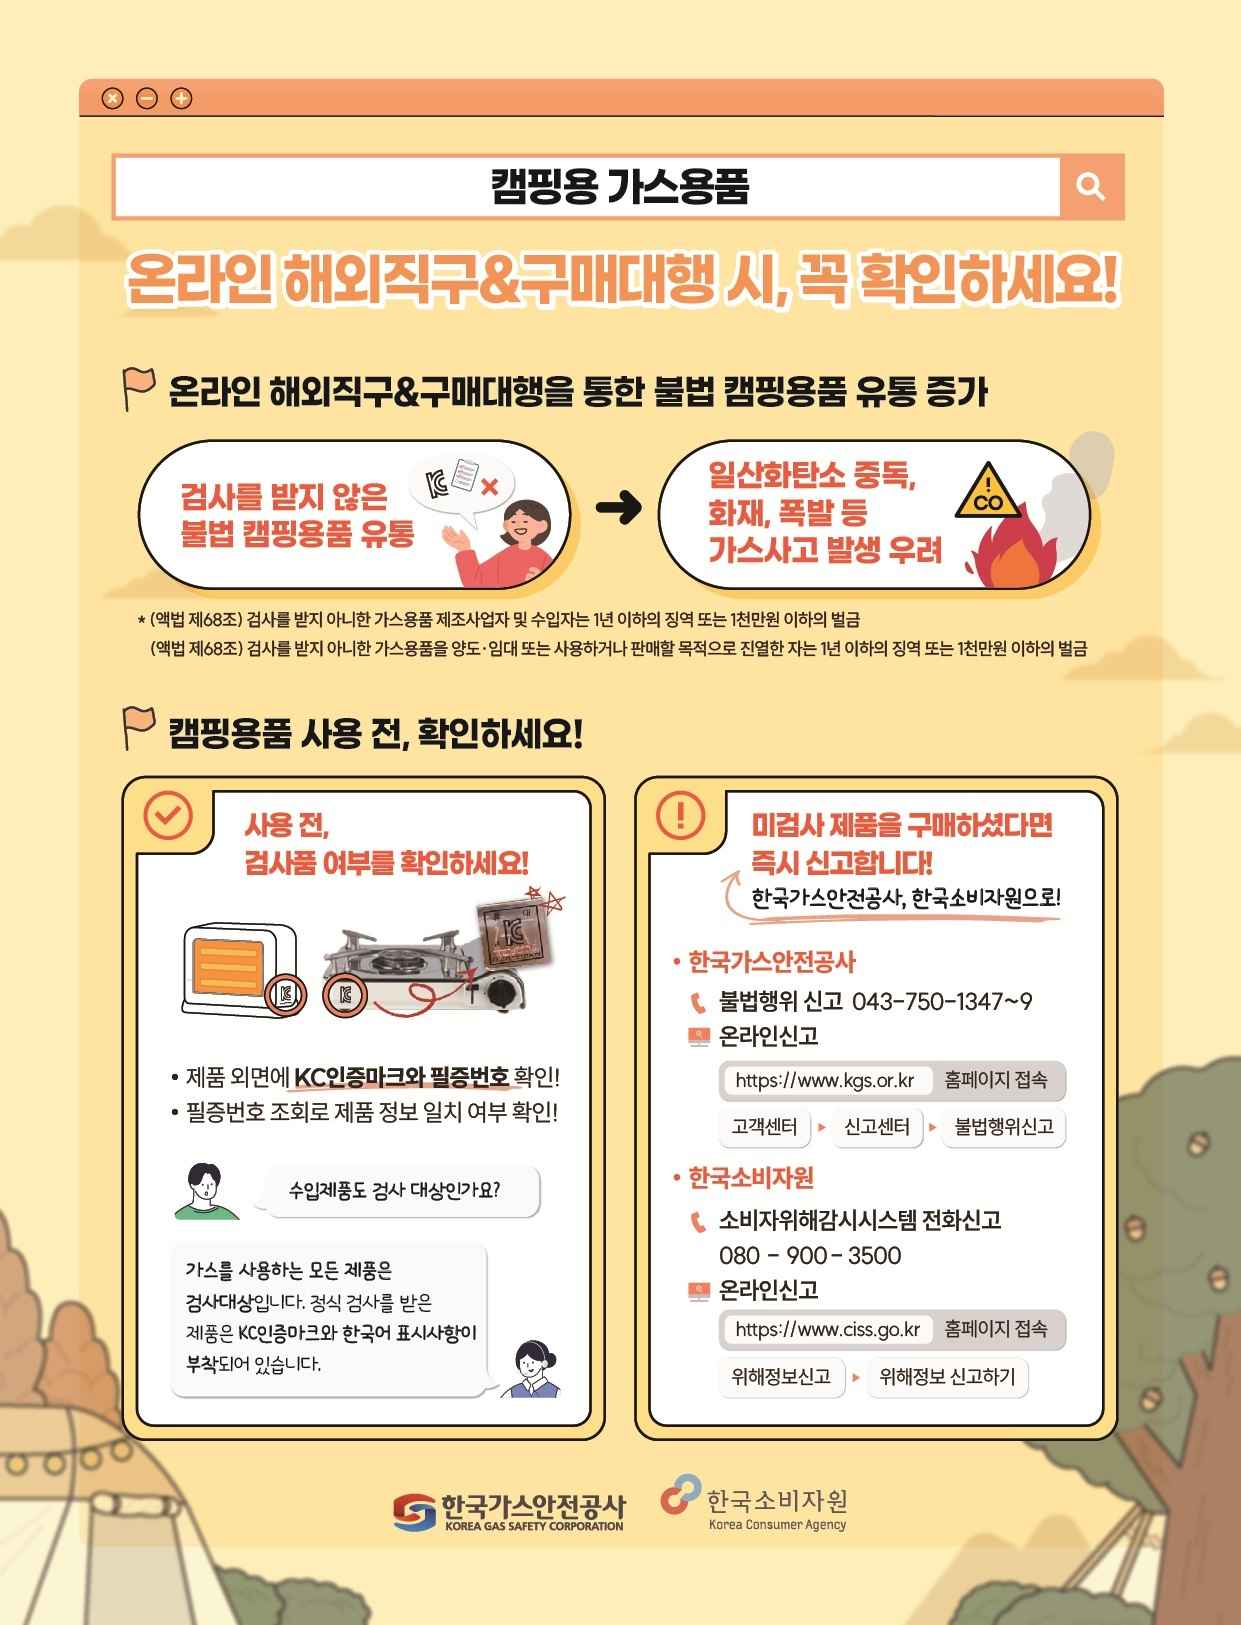 캠핑용 가스용품
온라인 해외직구&구매대행 시, 꼭 확인하세요!
온라인 해외직구&구매대행을 통한 불법 캠핑용품 유통 증가
검사를 받지 않은
불법 캠핑용품 유통
일산화탄소 중독,
화재, 폭발 등
가스사고 발생 우려
CO
* (액법 제68조) 검사를 받지 아니한 가스용품 제조사업자 및 수입자는 1년 이하의 징역 또는 1천만원 이하의 벌금
(액법 제68조) 검사를 받지 아니한 가스용품을 양도·임대 또는 사용하거나 판매할 목적으로 진열한 자는 1년 이하의 징역 또는 1천만원 이하의 벌금
캠핑용품 사용 전, 확인하세요!
사용 전,
검사품 여부를 확인하세요!
• 제품 외면에 KC인증마크와 필증번호 확인!
• 필증번호 조회로 제품 정보 일치 여부 확인!
수입제품도 검사 대상인가요?
가스를 사용하는 모든 제품은
검사대상입니다. 정식 검사를 받은
제품은 KC인증마크와 한국어 표시사항이
부착되어 있습니다.
미검사 제품을 구매하셨다면
즉시 신고합니다!
한국가스안전공사, 한국소비자원으로!
• 한국가스안전공사
불법행위 신고 043-750-1347~9
온라인신고
https://www.kgs.or.kr 홈페이지 접속
고객센터 ▶ 신고센터 ▶ 불법행위신고
• 한국소비자원
소비자위해감시시스템 전화신고
080 - 900 - 3500
온라인신고
https://www.ciss.go.kr 홈페이지 접속
위해정보신고 ▶ 위해정보 신고하기
한국가스안전공사
KOREA GAS SAFETY CORPORATION
한국소비자원
Korea Consumer Agency